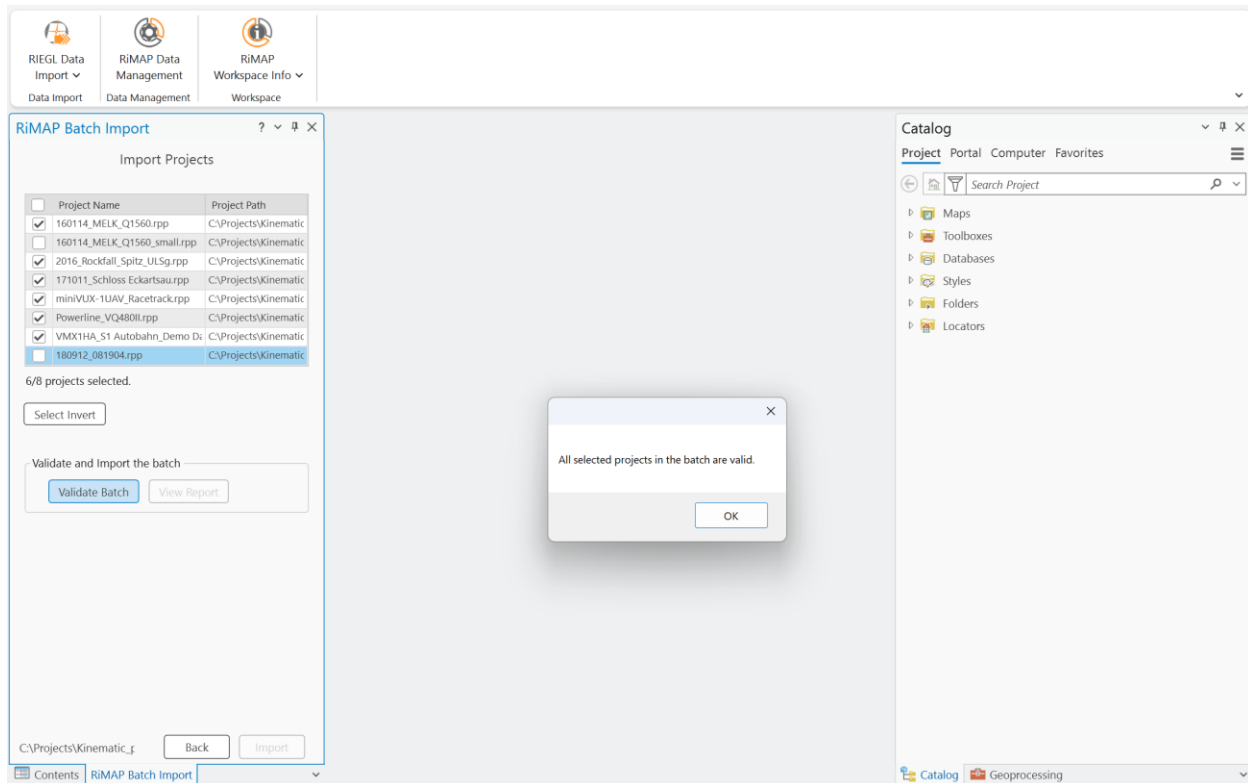 RIEGL Data
Import
RiMAP Data
Management
RiMAP
Workspace Info
Data Import
Data Management
Workspace
RiMAP Batch Import
?
Import Projects
Project Name Project Path
160114_MELK_Q1560.rpp C:\Projects\Kinematic
160114_MELK_Q1560_small.rpp C:\Projects\Kinematic
2016_Rockfall_Spitz_ULSg.rpp C:\Projects\Kinematic
171011_Schloss Eckartsau.rpp C:\Projects\Kinematic
miniVUX-1UAV_Racetrack.rpp C:\Projects\Kinematic
Powerline_VQ480II.rpp C:\Projects\Kinematic
VMX1HA_S1 Autobahn_Demo Da C:\Projects\Kinematic
180912_081904.rpp C:\Projects\Kinematic
6/8 projects selected.
Select Invert
Validate and Import the batch
Validate Batch View Report
C:\Projects\Kinematic_p Back Import
Contents RiMAP Batch Import
All selected projects in the batch are valid.
OK
Catalog
Project Portal Computer Favorites
Search Project
Maps
Toolboxes
Databases
Styles
Folders
Locators
Catalog Geoprocessing